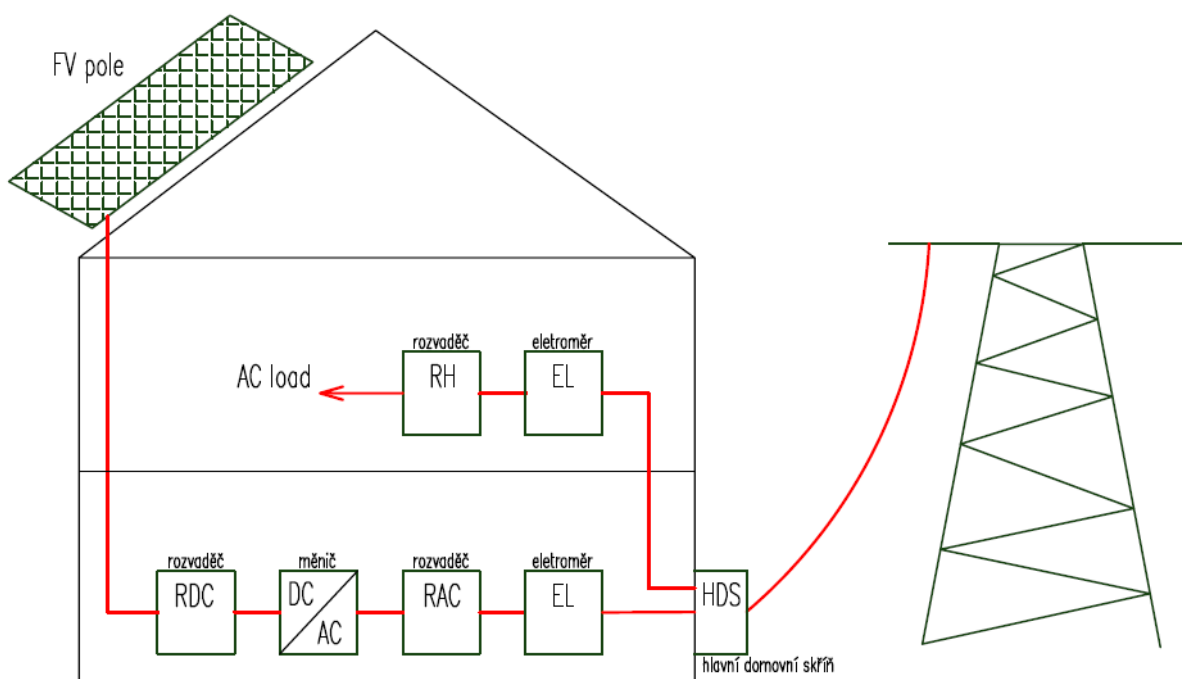 FV pole
rozvaděč
eletroměr
AC load
RH
EL
rozvaděč
měnič
rozvaděč
eletroměr
RDC
DC
AC
RAC
EL
HDS
hlavní domovní skříň